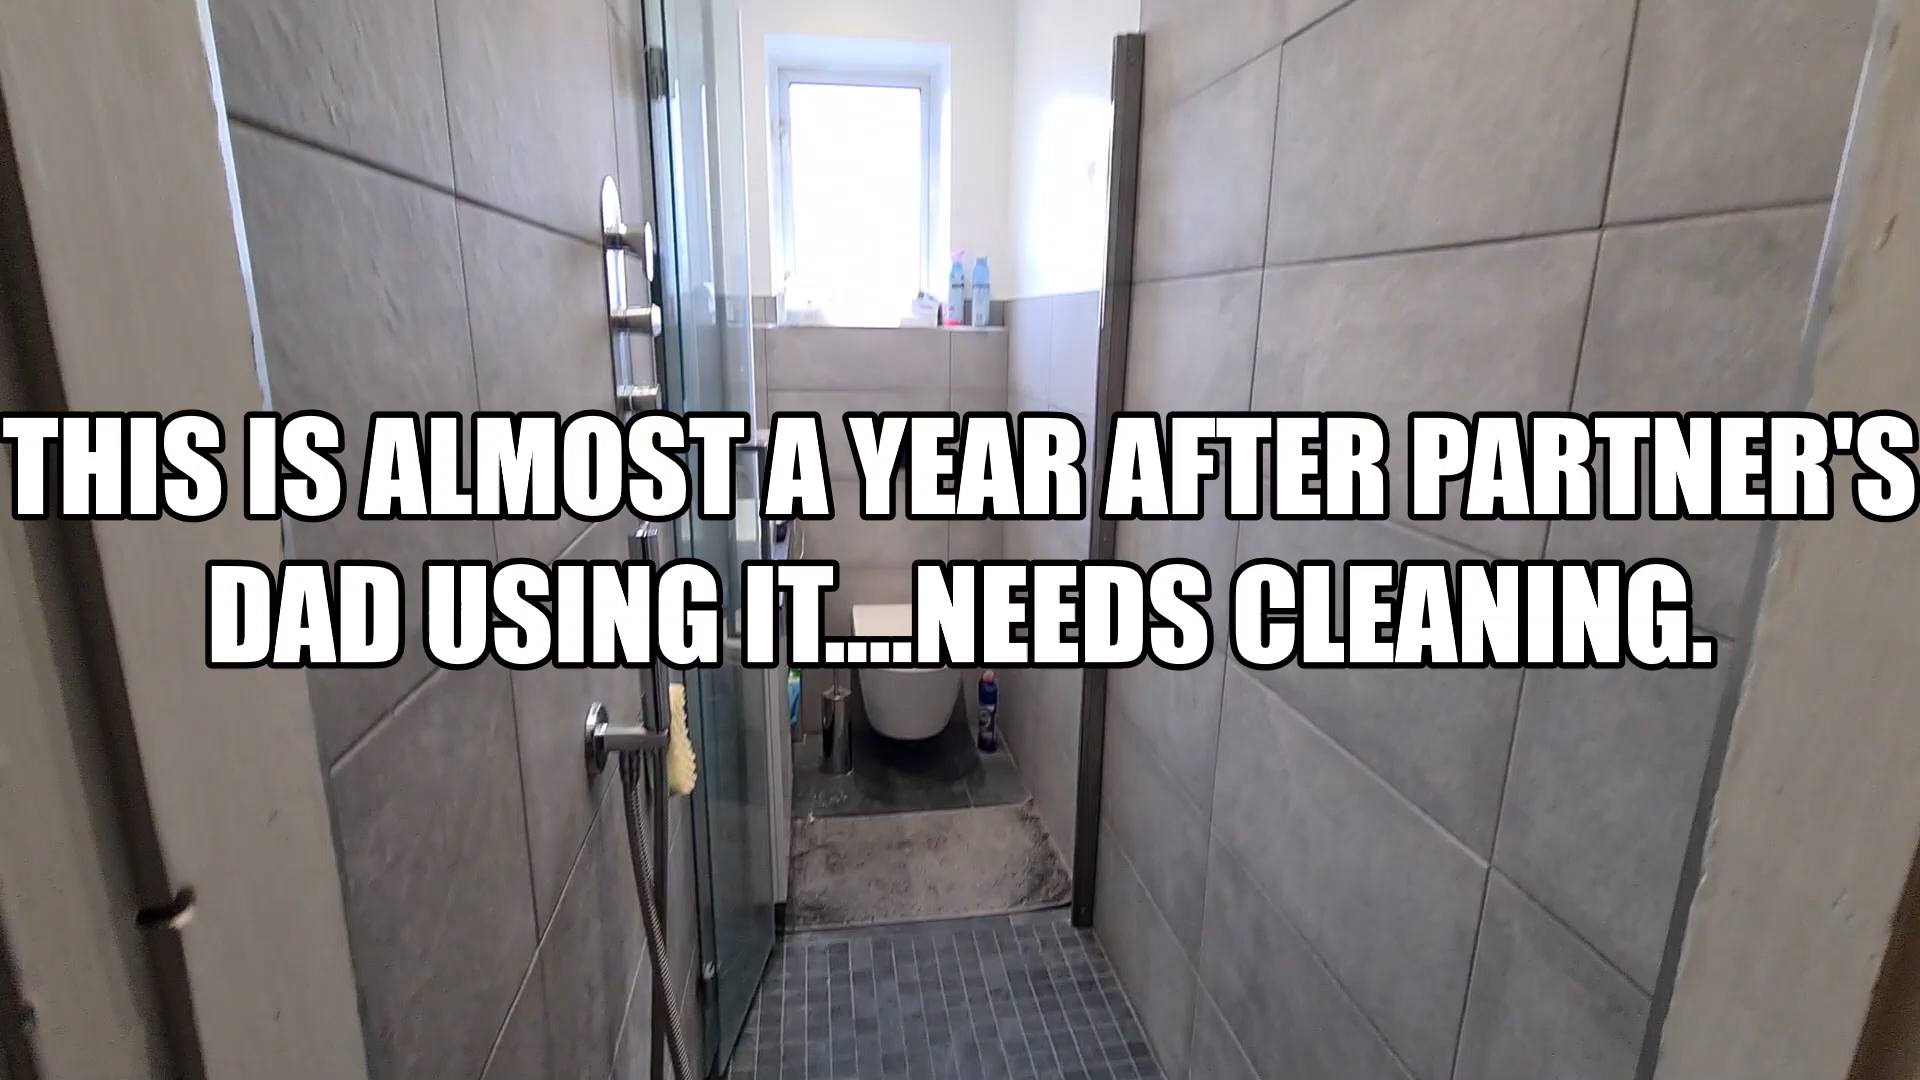 THIS IS ALMOST A YEAR AFTER PARTNER'S
DAD USING IT....NEEDS CLEANING.